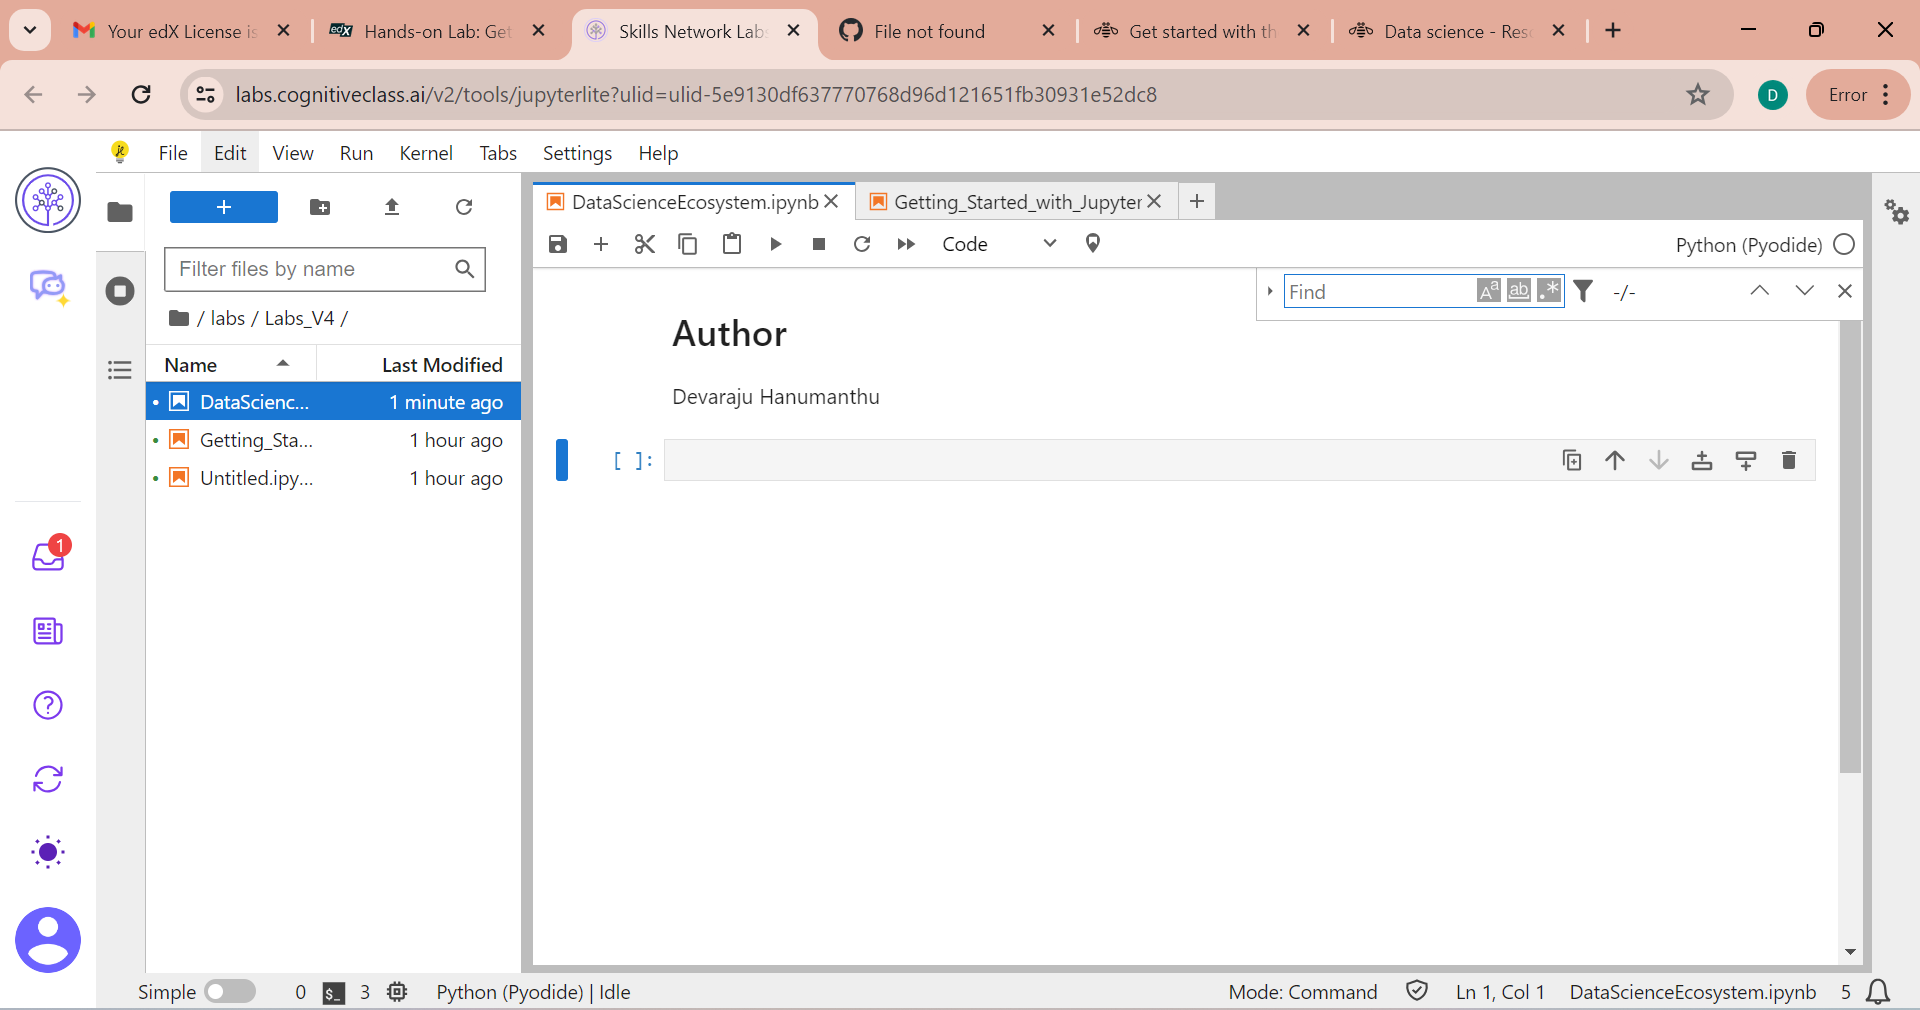 Your edX License is
Hands-on Lab: Get
Skills Network Labs
File not found
Get started with th
Data science - Res
labs.cognitiveclass.ai/v2/tools/jupyterlite?ulid=ulid-5e9130df637770768d96d121651fb30931e52dc8
D
Error
File Edit View Run Kernel Tabs Settings Help
+
DataScienceEcosystem.ipynb
Getting_Started_with_Jupyter
Code
Python (Pyodide)
Filter files by name
/ labs / Labs_V4 /
Name Last Modified
DataScienc... 1 minute ago
Getting_Sta... 1 hour ago
Untitled.ipy... 1 hour ago
Find
Aa ab .* -/-
Author
Devaraju Hanumanthu
[ ]:
1
Simple 0 $_ 3 Python (Pyodide) | Idle Mode: Command Ln 1, Col 1 DataScienceEcosystem.ipynb 5